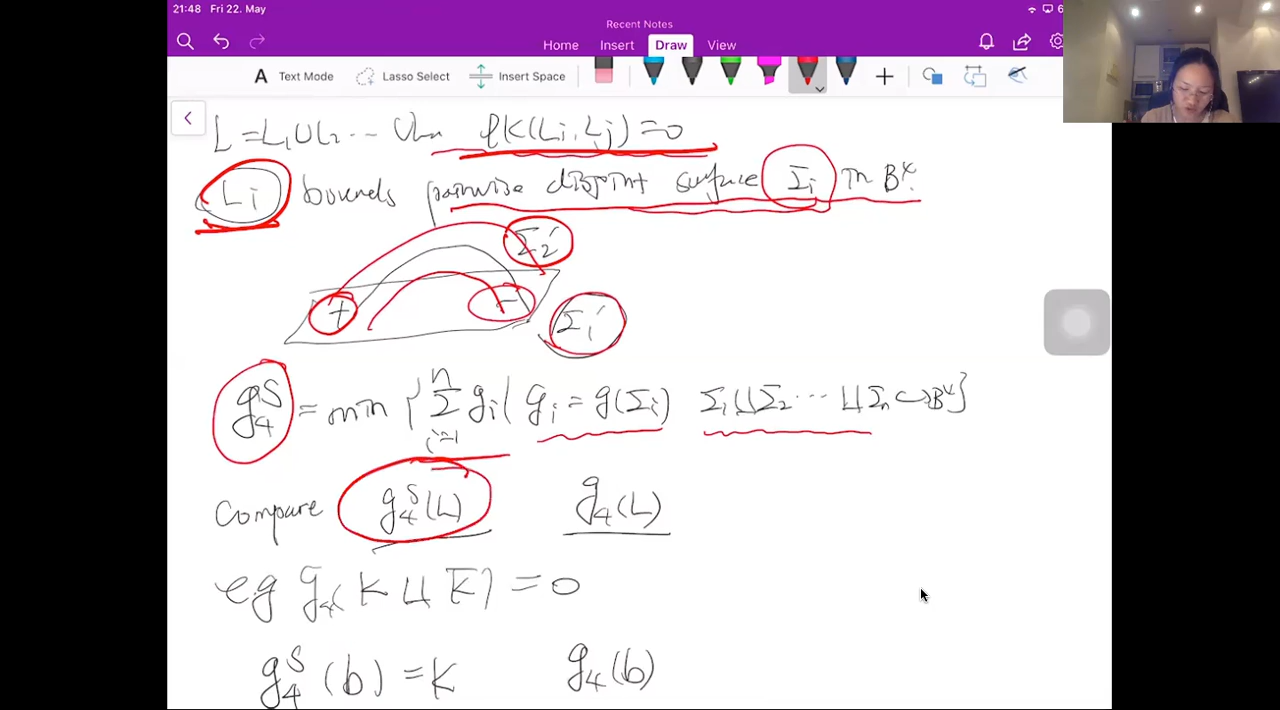 21:48 Fri 22. May
Recent Notes
Home Insert Draw View
A Text Mode Lasso Select Insert Space
L = L₁ ∪ L₂ ... ∪ Ln lk(Li, Lj) = 0
Li bounds pairwise disjoint surface Σi in B⁴.
Σ₂'
+ - Σ₁'
g₄ˢ = min { Σⁿᵢ₌₁ gi | gi = g(Σi) Σ₁ ⊔ Σ₂ ... ⊔ Σn ↪ B⁴ }
Compare g₄ˢ(L) g₄(L)
e.g g₄( K ⊔ K̅ ) = 0
g₄ˢ (b) = K g₄(b)